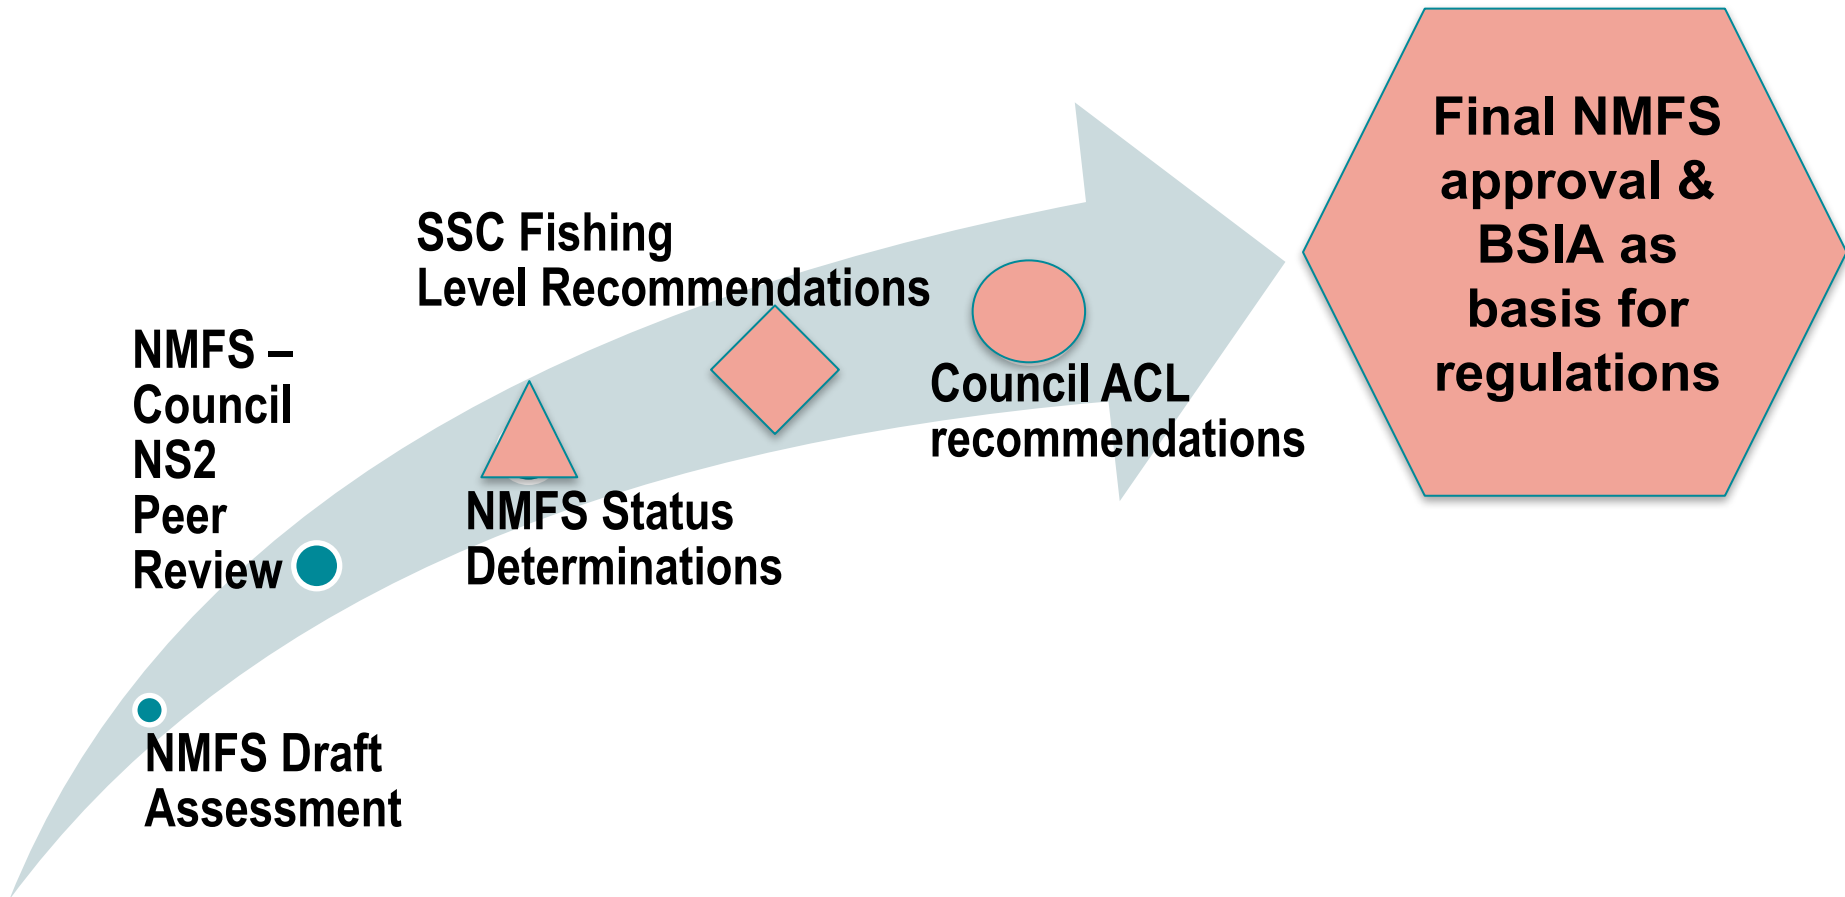 Final NMFS
approval &
BSIA as
basis for
regulations
SSC Fishing
Level Recommendations
NMFS –
Council
NS2
Peer
Review
Council ACL
recommendations
NMFS Status
Determinations
NMFS Draft
Assessment